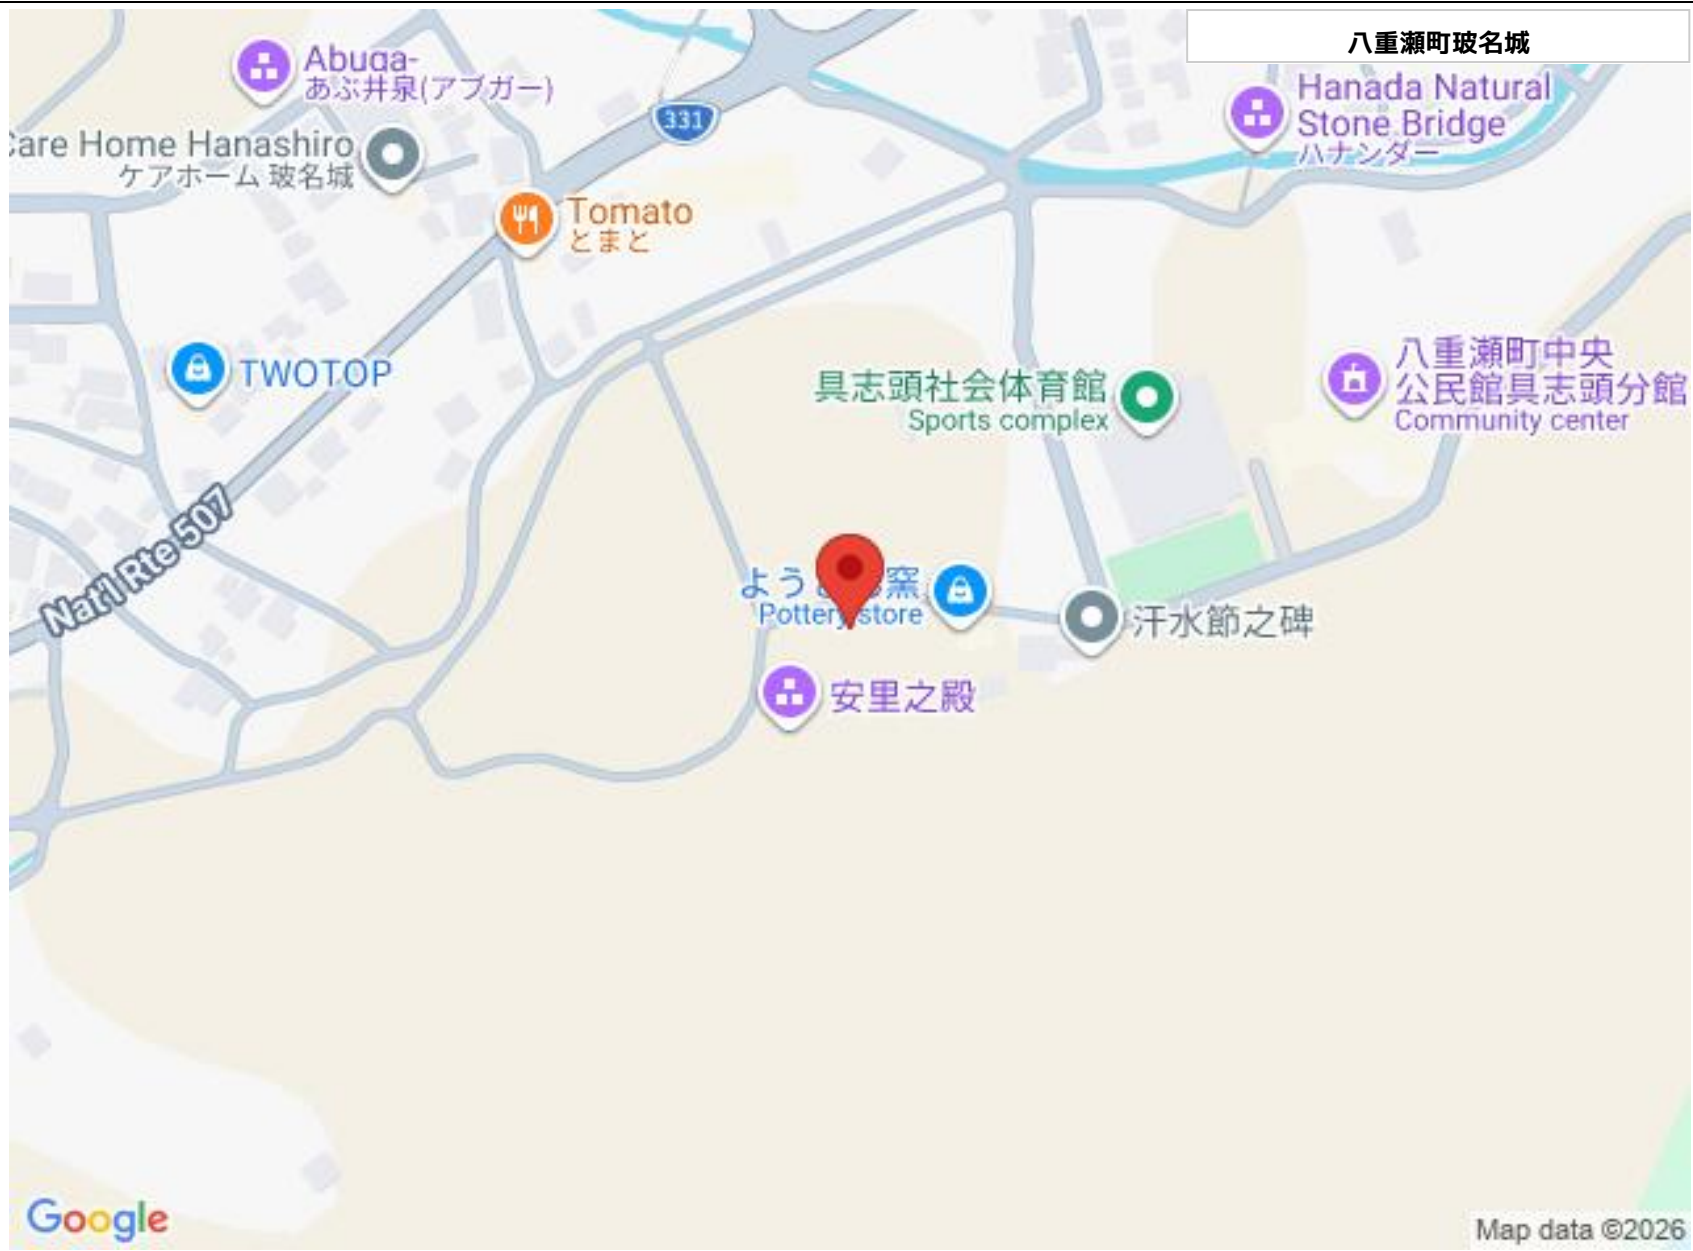 八重瀬町玻名城
Abuga-
あぶ井泉(アブガー)
Care Home Hanashiro
ケアホーム 玻名城
331
Hanada Natural
Stone Bridge
ハナンダー
Tomato
とまと
TWOTOP
具志頭社会体育館
Sports complex
八重瀬町中央
公民館具志頭分館
Community center
Nat'l Rte 507
よう
窯
Pottery store
汗水節之碑
安里之殿
Google
Map data ©2026